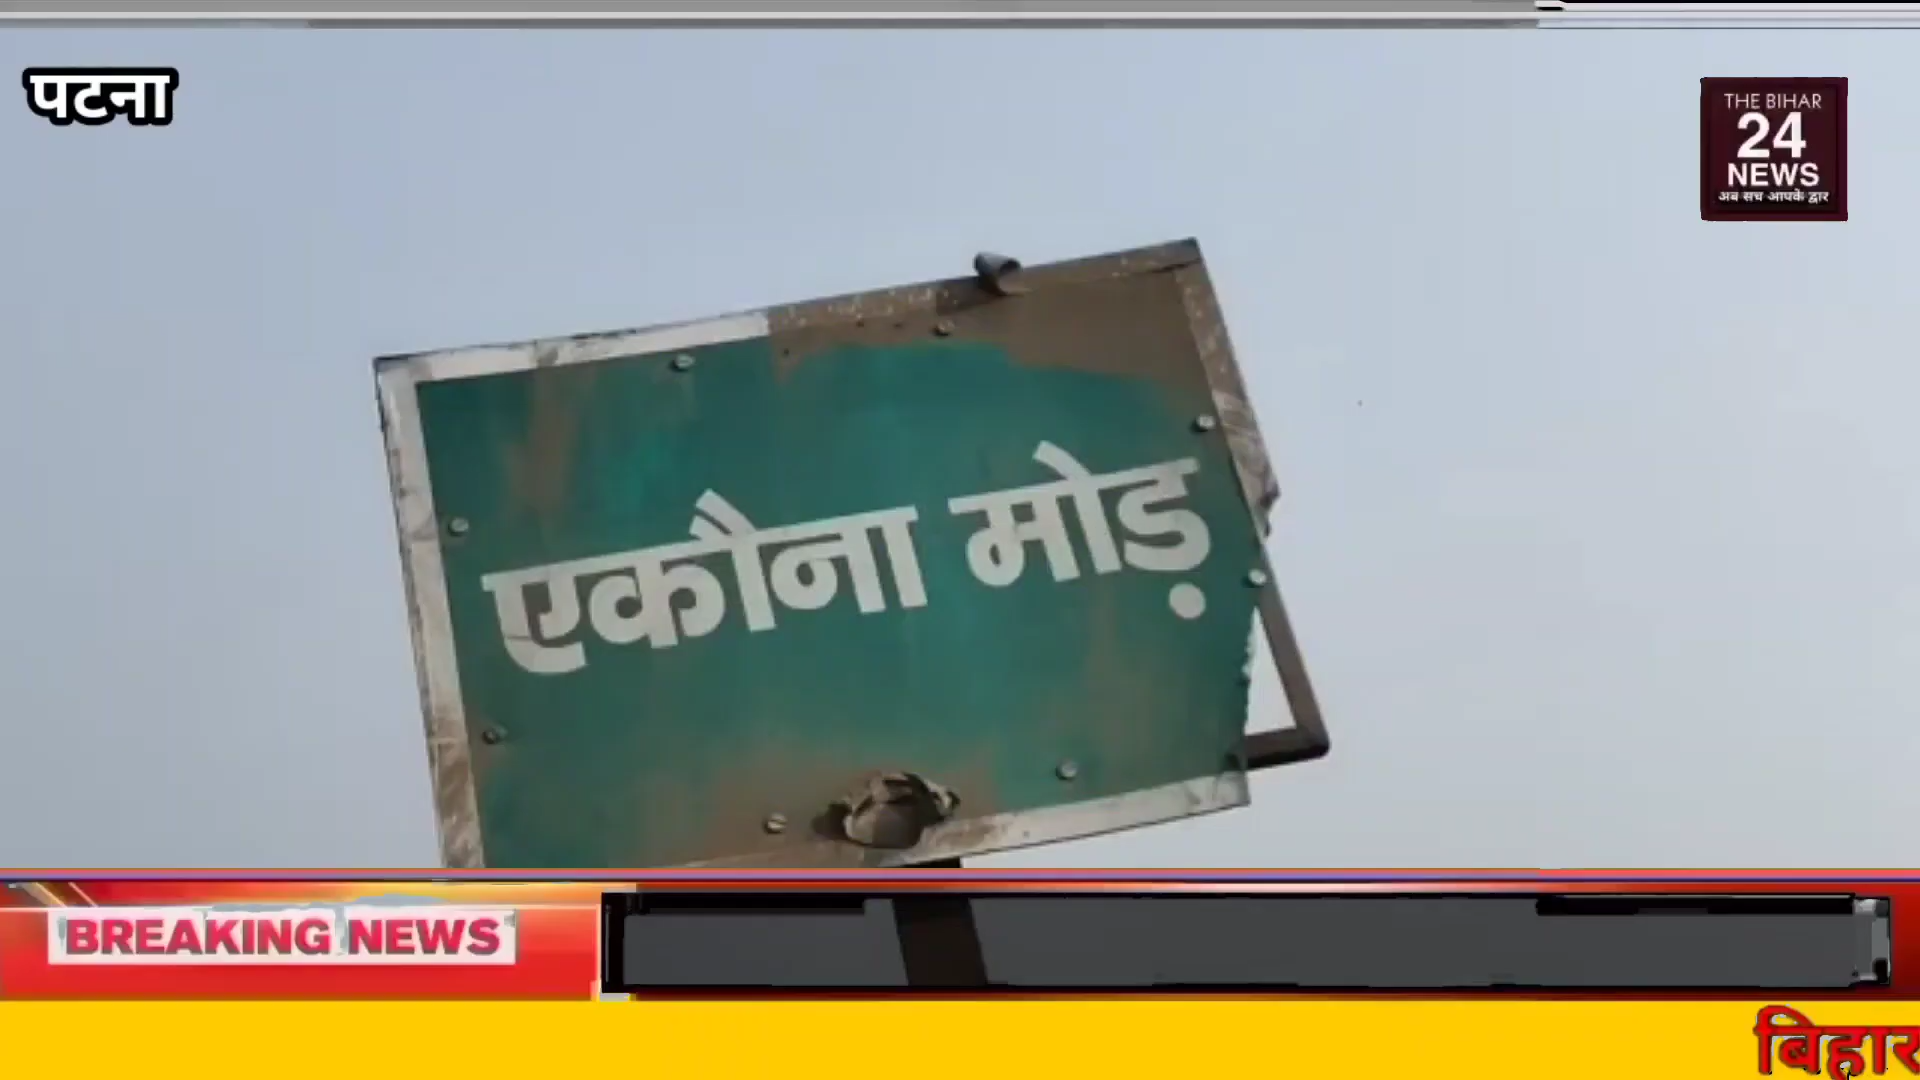 पटना
THE BIHAR
24
NEWS
अब सच आपके द्वार
एकौना मोड़
BREAKING NEWS
बिहार